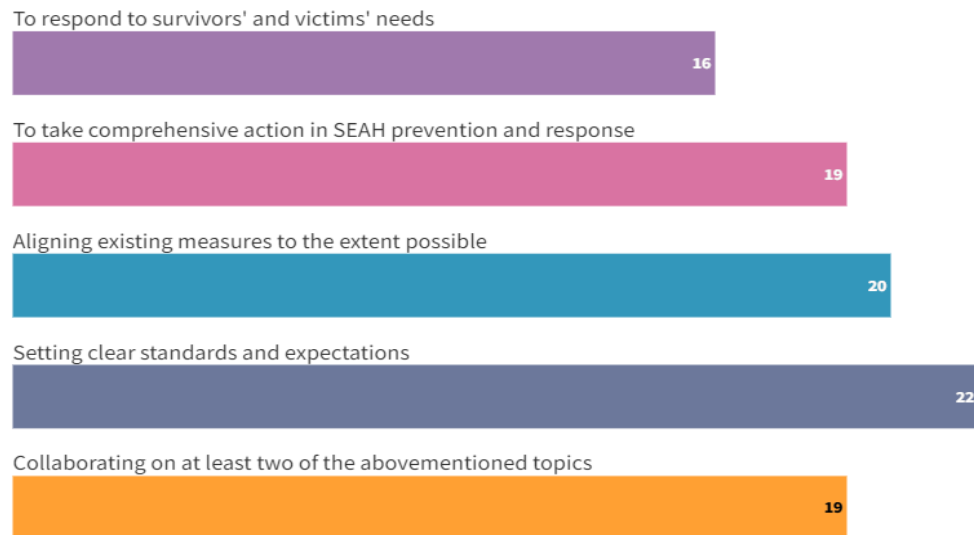 To respond to survivors' and victims' needs
16
To take comprehensive action in SEAH prevention and response
19
Aligning existing measures to the extent possible
20
Setting clear standards and expectations
22
Collaborating on at least two of the abovementioned topics
19